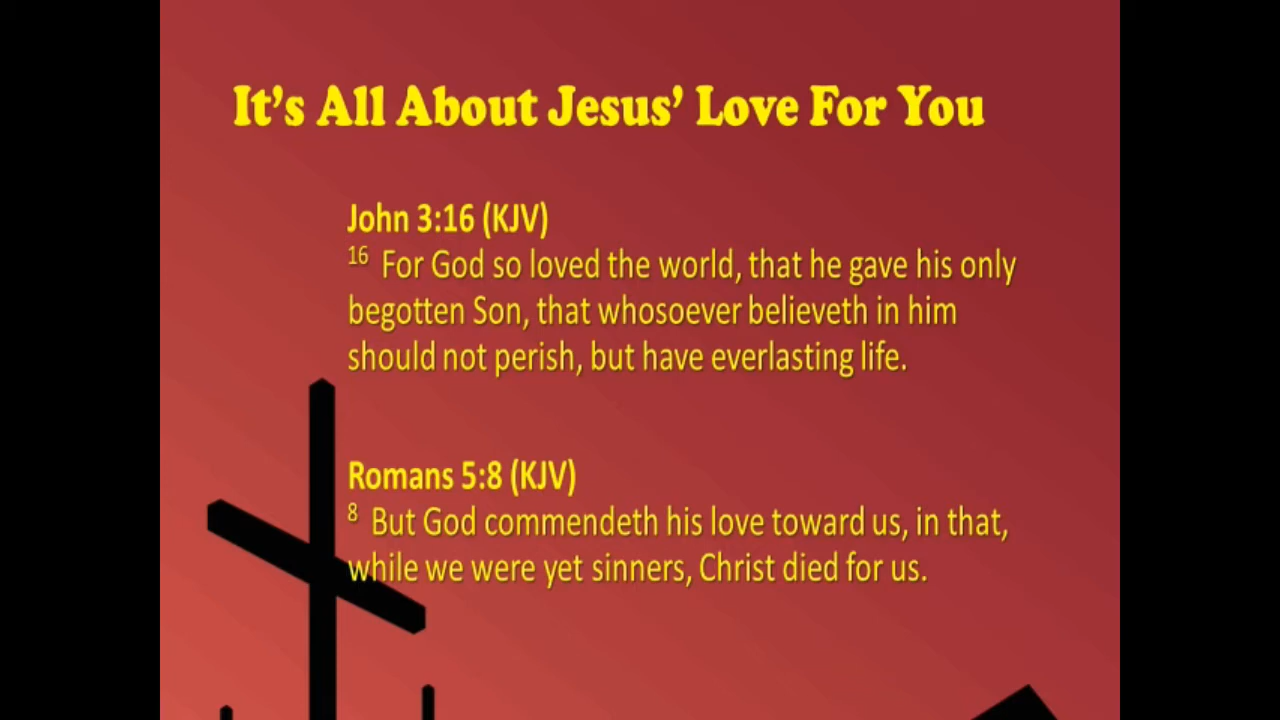 It’s All About Jesus’ Love For You
John 3:16 (KJV)
16 For God so loved the world, that he gave his only
begotten Son, that whosoever believeth in him
should not perish, but have everlasting life.
Romans 5:8 (KJV)
8 But God commendeth his love toward us, in that,
while we were yet sinners, Christ died for us.